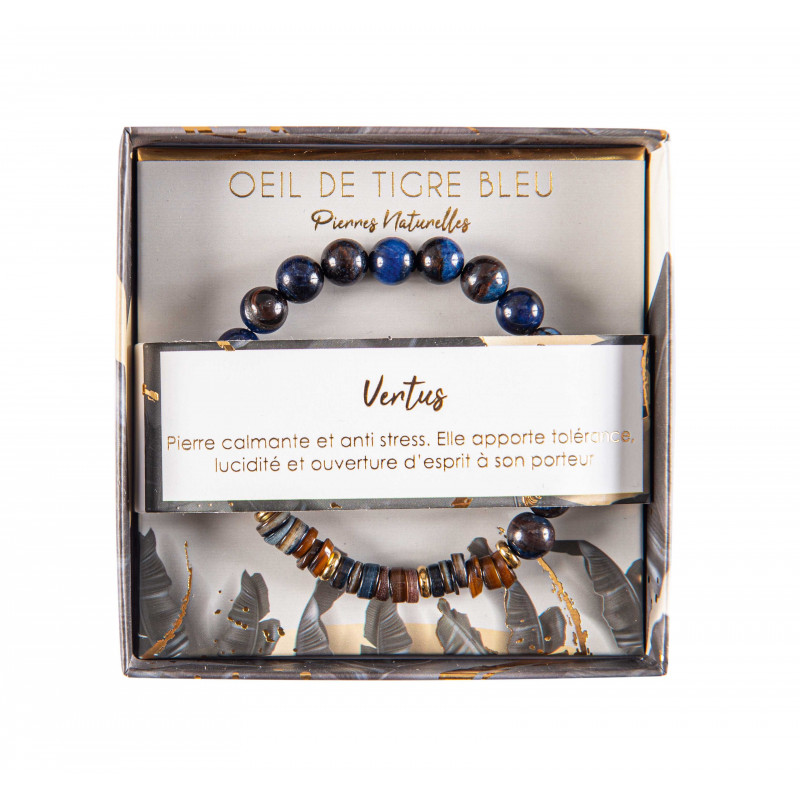 OEIL DE TIGRE BLEU
Pierres Naturelles
Vertus
Pierre calmante et anti stress. Elle apporte tolérance,
lucidité et ouverture d'esprit à son porteur